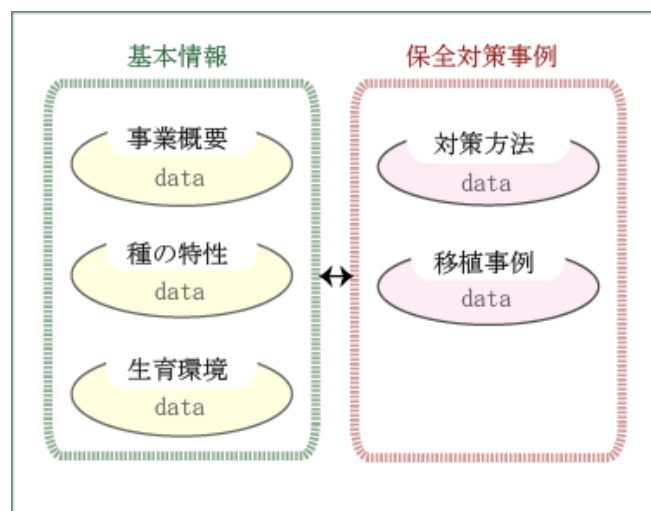 基本情報
事業概要
data
種の特性
data
生育環境
data
保全対策事例
対策方法
data
移植事例
data